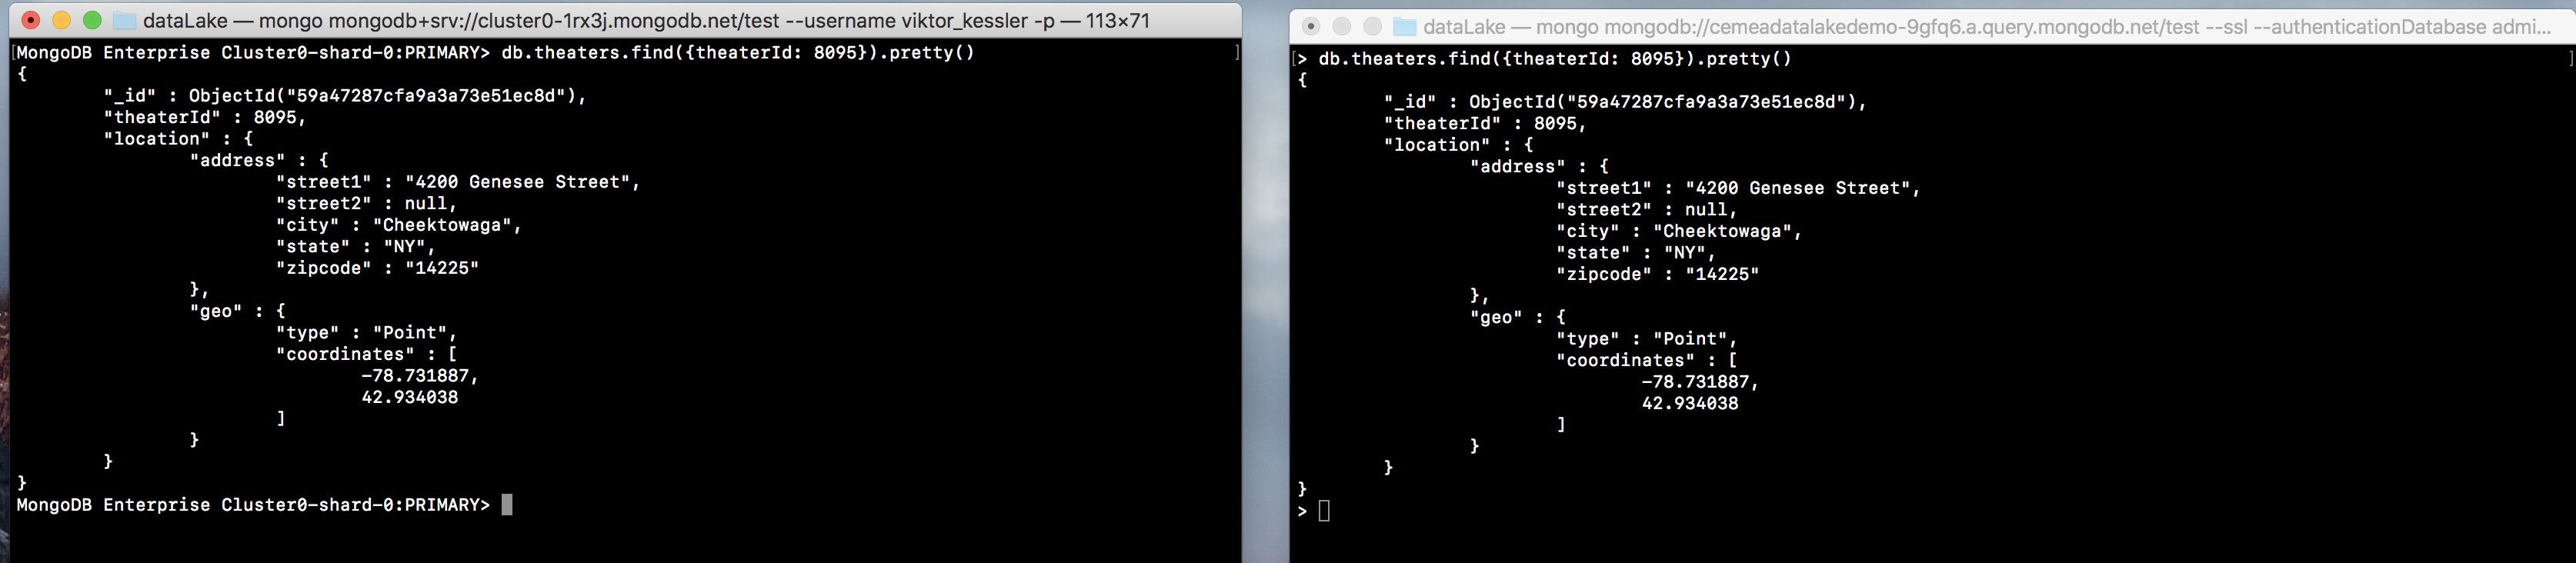 dataLake — mongo mongodb+srv://cluster0-1rx3j.mongodb.net/test --username viktor_kessler -p — 113×71
[MongoDB Enterprise Cluster0-shard-0:PRIMARY> db.theaters.find({theaterId: 8095}).pretty() ]
{
"_id" : ObjectId("59a47287cfa9a3a73e51ec8d"),
"theaterId" : 8095,
"location" : {
"address" : {
"street1" : "4200 Genesee Street",
"street2" : null,
"city" : "Cheektowaga",
"state" : "NY",
"zipcode" : "14225"
},
"geo" : {
"type" : "Point",
"coordinates" : [
-78.731887,
42.934038
]
}
}
}
MongoDB Enterprise Cluster0-shard-0:PRIMARY>
dataLake — mongo mongodb://cemeadatalakedemo-9gfq6.a.query.mongodb.net/test --ssl --authenticationDatabase admi...
[> db.theaters.find({theaterId: 8095}).pretty() ]
{
"_id" : ObjectId("59a47287cfa9a3a73e51ec8d"),
"theaterId" : 8095,
"location" : {
"address" : {
"street1" : "4200 Genesee Street",
"street2" : null,
"city" : "Cheektowaga",
"state" : "NY",
"zipcode" : "14225"
},
"geo" : {
"type" : "Point",
"coordinates" : [
-78.731887,
42.934038
]
}
}
}
>